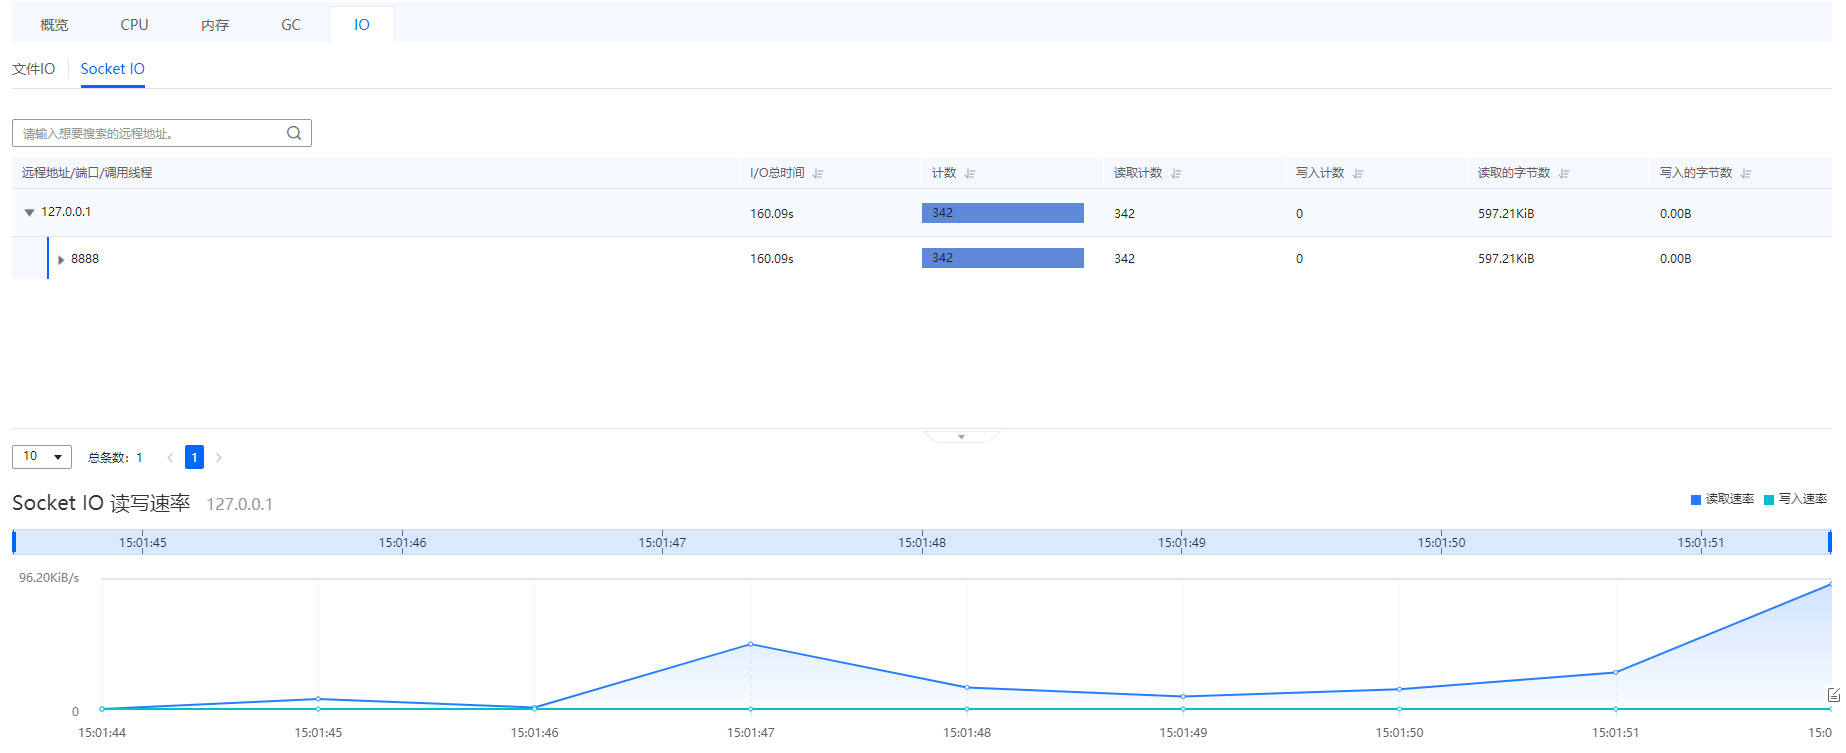 概览 CPU 内存 GC IO
文件IO Socket IO
请输入想要搜索的远程地址。
远程地址/端口/调用线程 I/O总时间 计数 读取计数 写入计数 读取的字节数 写入的字节数
127.0.0.1 160.09s 342 342 0 597.21KiB 0.00B
8888 160.09s 342 342 0 597.21KiB 0.00B
10 总条数: 1 1
Socket IO 读写速率 127.0.0.1 读取速率 写入速率
15:01:45 15:01:46 15:01:47 15:01:48 15:01:49 15:01:50 15:01:51
96.20KiB/s
0
15:01:44 15:01:45 15:01:46 15:01:47 15:01:48 15:01:49 15:01:50 15:01:51 15:0